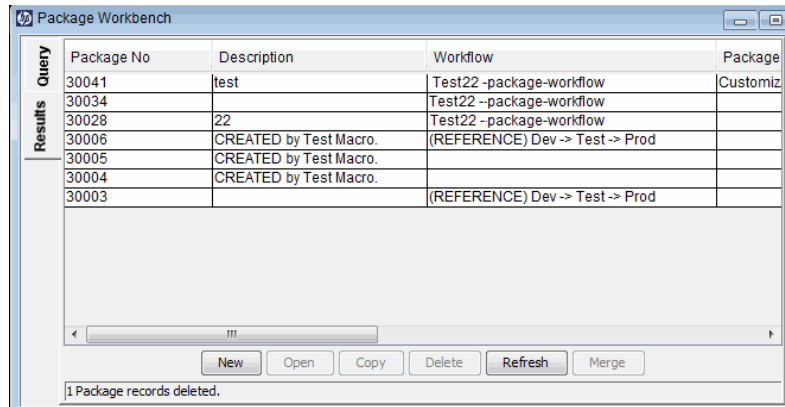 Package Workbench
Query
Results
Package No Description Workflow Package
30041 test Test22 -package-workflow Customiz
30034 Test22 --package-workflow
30028 22 Test22 --package-workflow
30006 CREATED by Test Macro. (REFERENCE) Dev -> Test -> Prod
30005 CREATED by Test Macro.
30004 CREATED by Test Macro.
30003 (REFERENCE) Dev -> Test -> Prod
New Open Copy Delete Refresh Merge
1 Package records deleted.